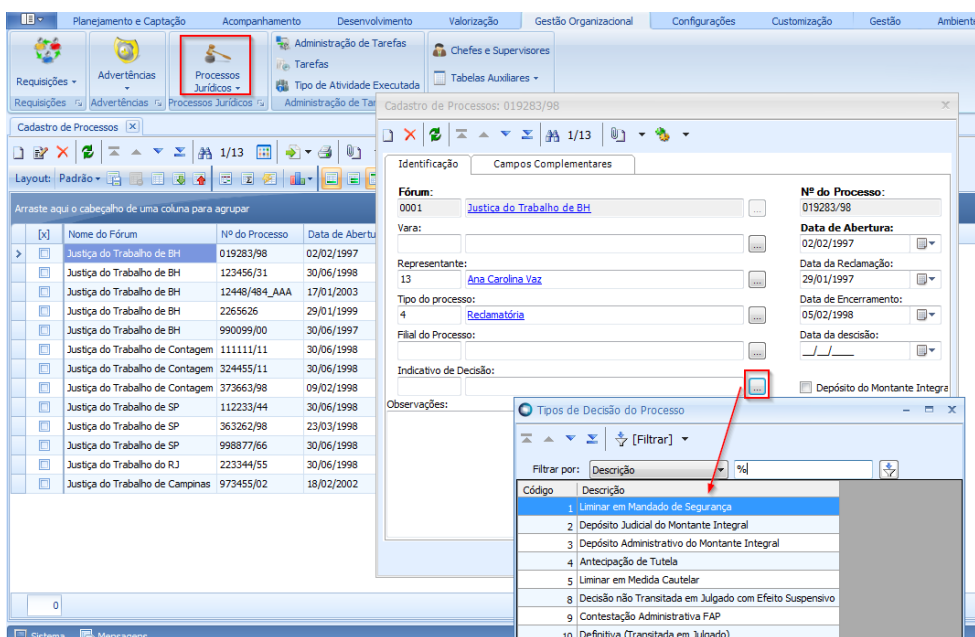 Planejamento e Captação Acompanhamento Desenvolvimento Valorização Gestão Organizacional Configurações Customização Gestão Ambiente
Requisições
Advertências
Processos Jurídicos
Administração de Tarefas
Tarefas
Tipo de Atividade Executada
Chefes e Supervisores
Tabelas Auxiliares
Requisições Advertências Processos Jurídicos Administração de Tar
Cadastro de Processos
1/13
Layout: Padrão
Arraste aqui o cabeçalho de uma coluna para agrupar
[x] Nome do Fórum Nº do Processo Data de Abertu
Justiça do Trabalho de BH 019283/98 02/02/1997
Justiça do Trabalho de BH 123456/31 30/06/1998
Justiça do Trabalho de BH 12448/484_AAA 17/01/2003
Justiça do Trabalho de BH 2265626 29/01/1999
Justiça do Trabalho de BH 990099/00 30/06/1997
Justiça do Trabalho de Contagem 111111/11 30/06/1998
Justiça do Trabalho de Contagem 324455/11 30/06/1998
Justiça do Trabalho de Contagem 373663/98 09/02/1998
Justiça do Trabalho de SP 112233/44 30/06/1998
Justiça do Trabalho de SP 363262/98 23/03/1998
Justiça do Trabalho de SP 998877/66 30/06/1998
Justiça do Trabalho do RJ 223344/55 30/06/1998
Justiça do Trabalho de Campinas 973455/02 18/02/2002
0
Sistema Mensagens
Cadastro de Processos: 019283/98 x
1/13
Identificação Campos Complementares
Fórum: Nº do Processo:
0001 Justiça do Trabalho de BH ... 019283/98
Vara: Data de Abertura:
... 02/02/1997
Representante: Data da Reclamação:
13 Ana Carolina Vaz ... 29/01/1997
Tipo do processo: Data de Encerramento:
4 Reclamatória ... 05/02/1998
Filial do Processo: Data da descisão:
... __/__/____
Indicativo de Decisão:
... Depósito do Montante Integra
Observações:
Tipos de Decisão do Processo
[Filtrar]
Filtrar por: Descrição %
Código Descrição
1 Liminar em Mandado de Segurança
2 Depósito Judicial do Montante Integral
3 Depósito Administrativo do Montante Integral
4 Antecipação de Tutela
5 Liminar em Medida Cautelar
8 Decisão não Transitada em Julgado com Efeito Suspensivo
9 Contestação Administrativa FAP
10 Definitiva (Transitada em Julgado)